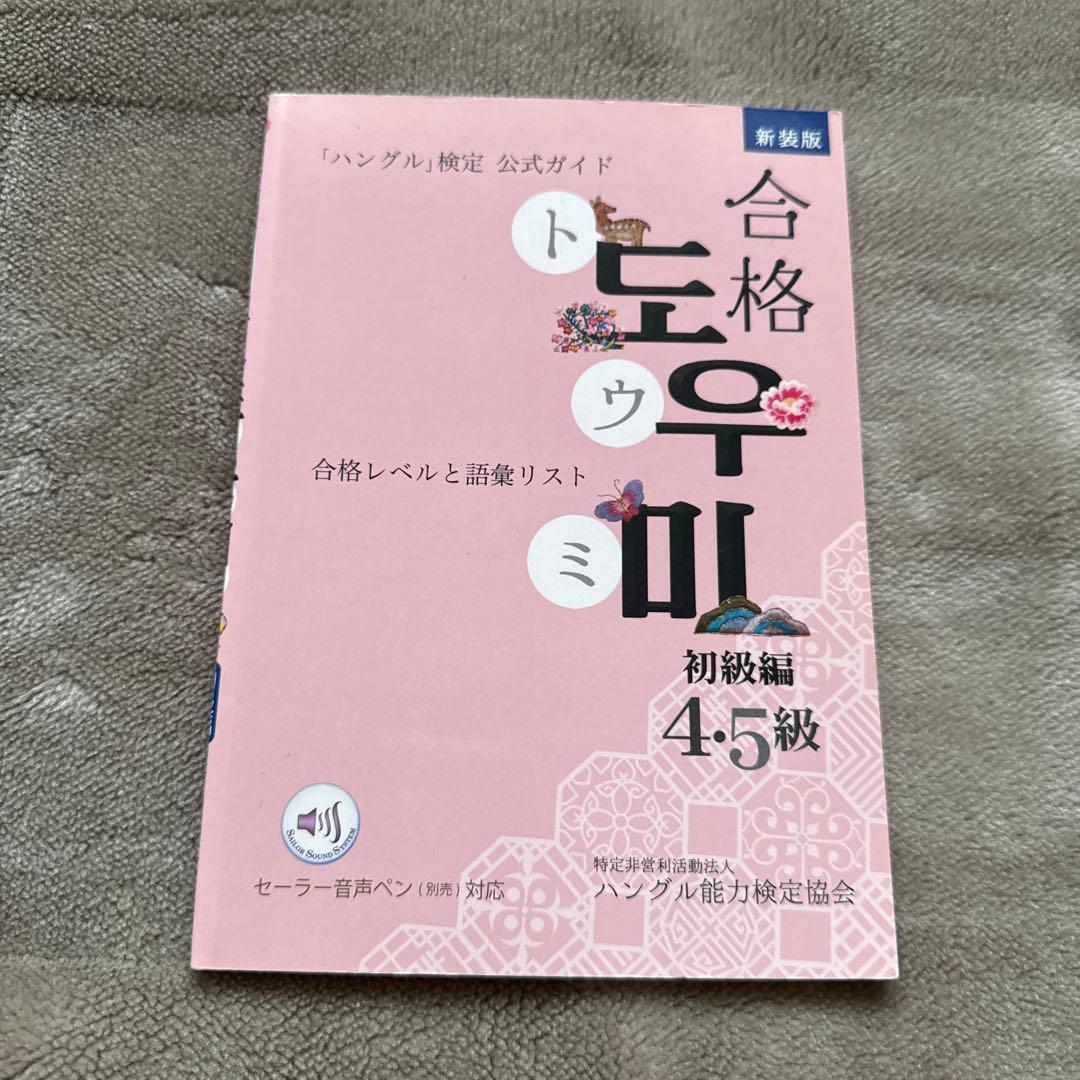 新装版
「ハングル」検定 公式ガイド
合格
トウミ
도우미
合格レベルと語彙リスト
初級編
4・5級
SAILOR SOUND SYSTEM
セーラー音声ペン(別売)対応
特定非営利活動法人
ハングル能力検定協会